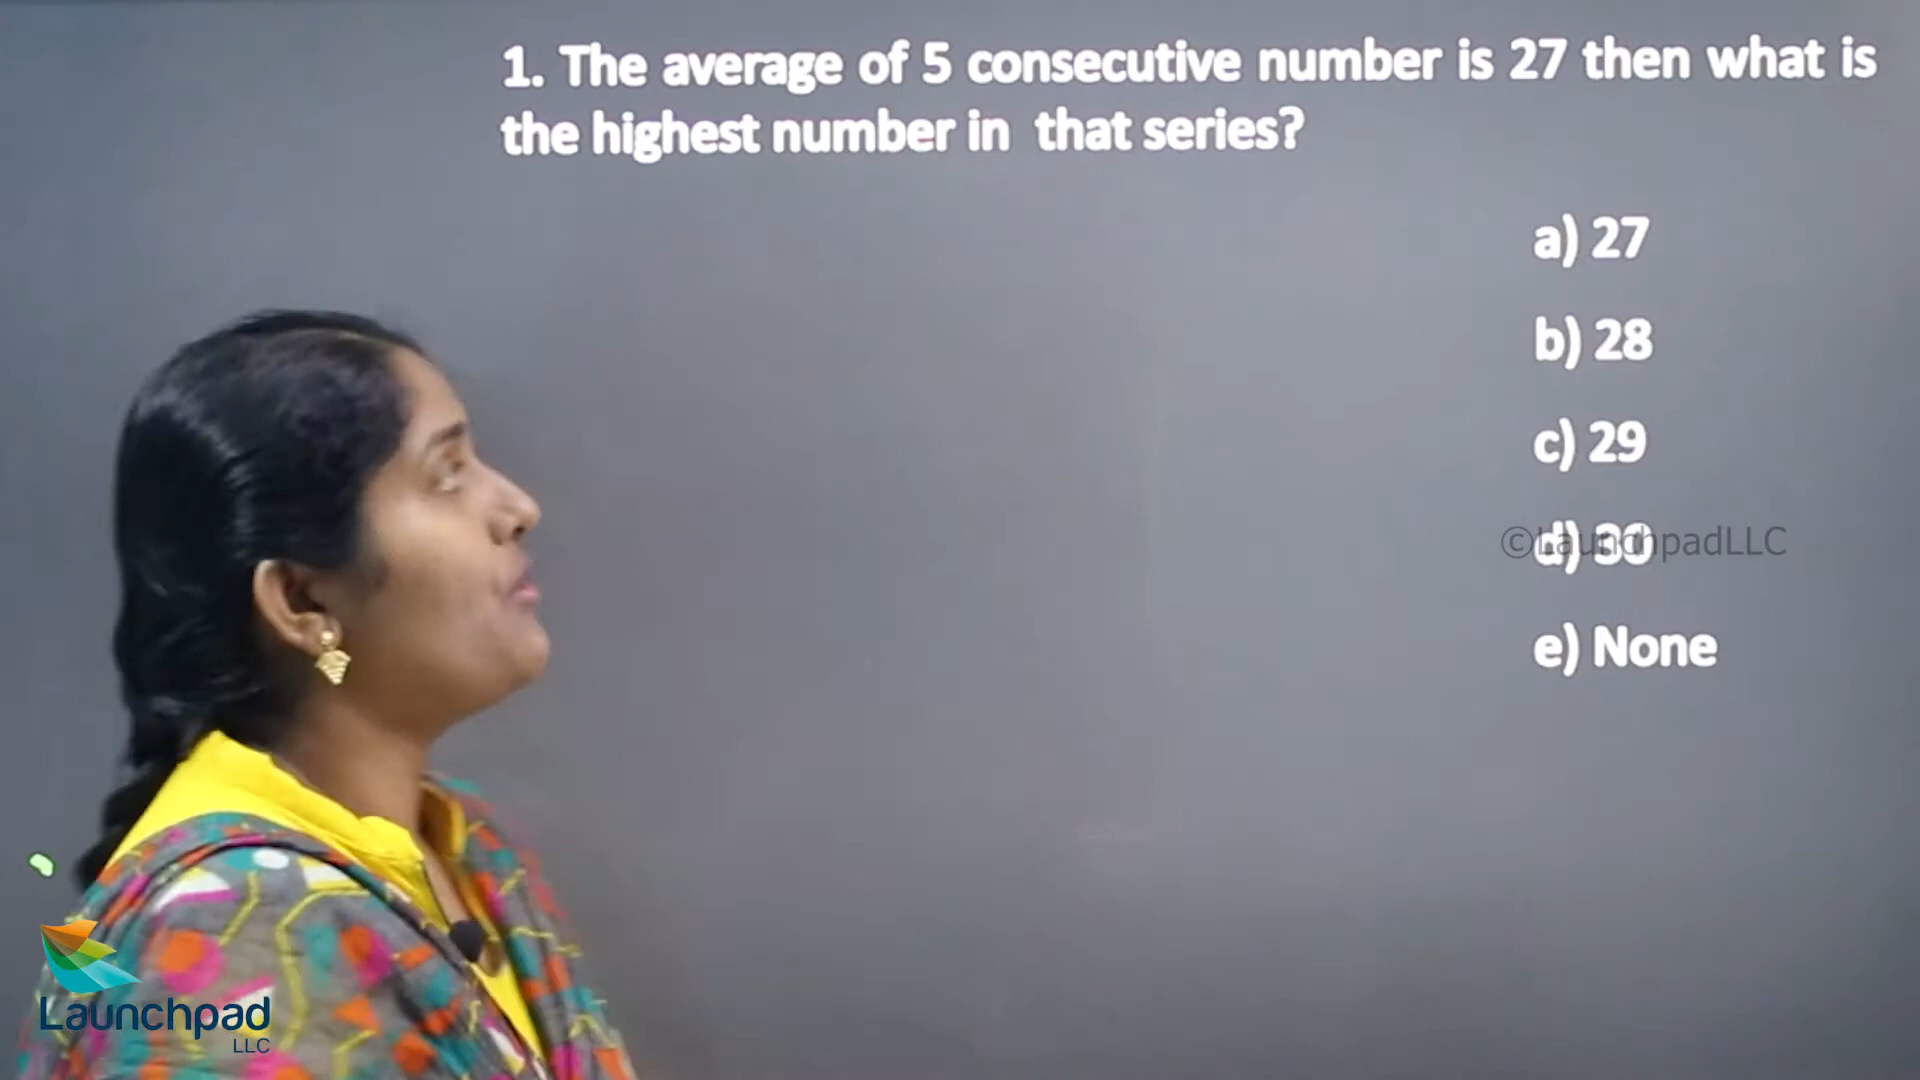 1. The average of 5 consecutive number is 27 then what is
the highest number in that series?
a) 27
b) 28
c) 29
d) 30
©LaunchpadLLC
e) None
Launchpad
LLC